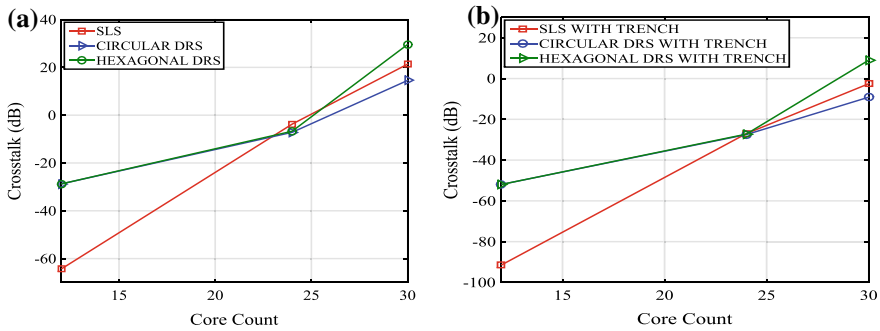 (a)
SLS
CIRCULAR DRS
HEXAGONAL DRS
Crosstalk (dB)
40
20
0
-20
-40
-60
15
20
25
30
Core Count
(b)
SLS WITH TRENCH
CIRCULAR DRS WITH TRENCH
HEXAGONAL DRS WITH TRENCH
Crosstalk (dB)
20
0
-20
-40
-60
-80
-100
15
20
25
30
Core Count